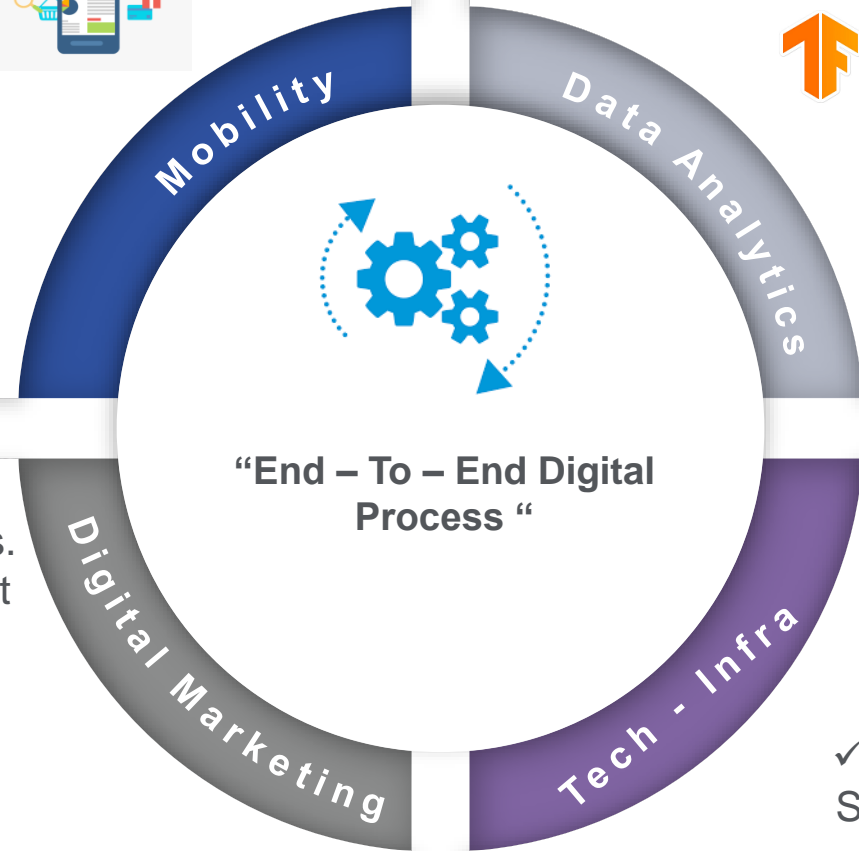 Mobility
Data Analytics
“End – To – End Digital
Process “
Digital Marketing
Tech - Infra